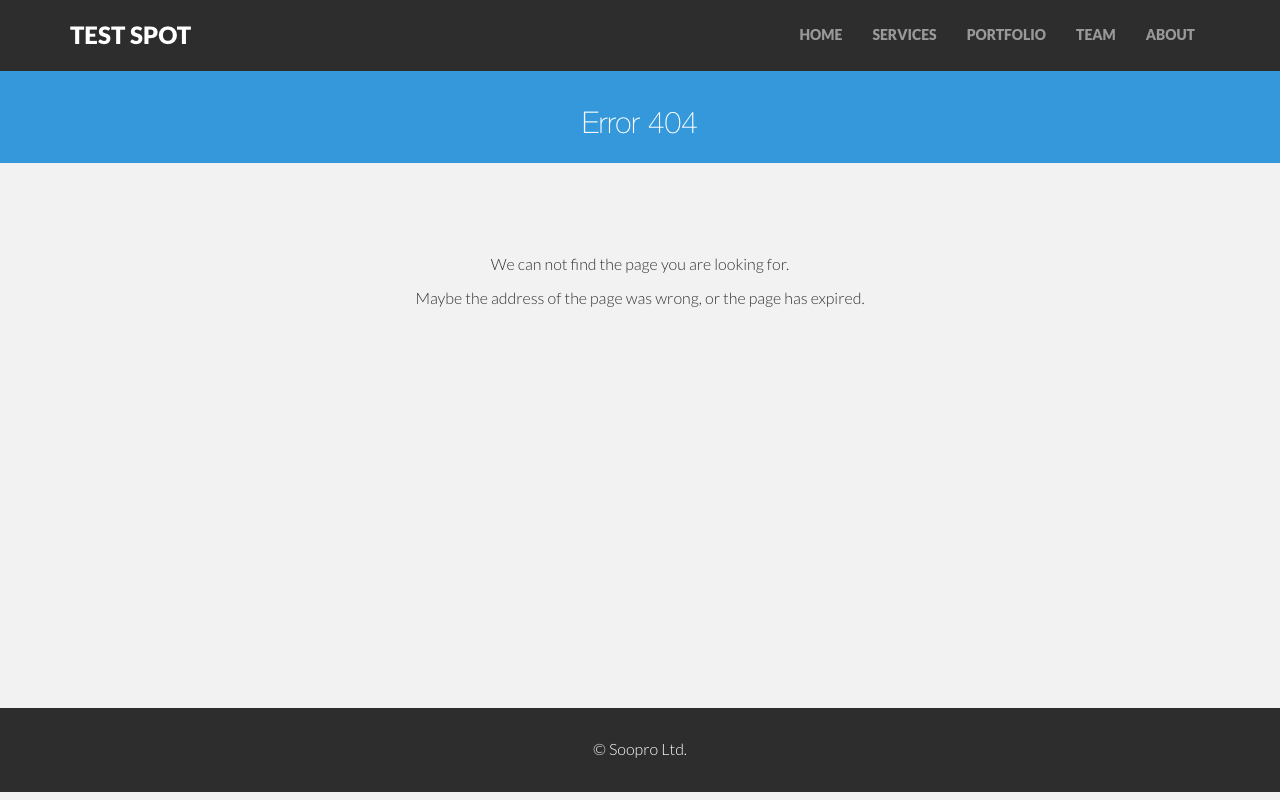 TEST SPOT
HOME SERVICES PORTFOLIO TEAM ABOUT
Error 404
We can not find the page you are looking for.
Maybe the address of the page was wrong, or the page has expired.
© Soopro Ltd.